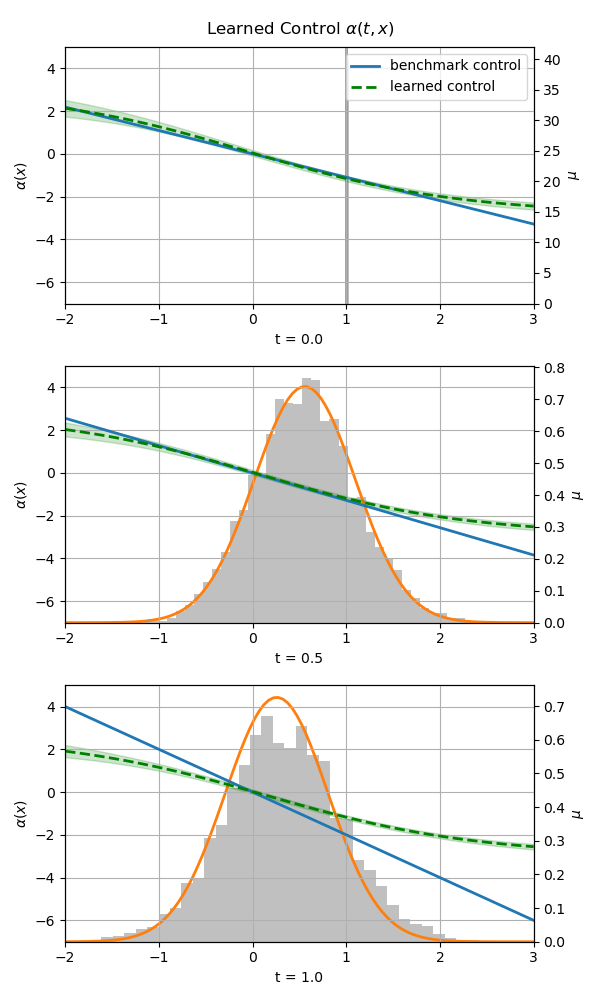 Learned Control α(t, x)
benchmark control
learned control
4
2
0
−2
−4
−6
α(x)
40
35
30
25
20
15
10
5
0
μ
−2 −1 0 1 2 3
t = 0.0
4
2
0
−2
−4
−6
α(x)
0.8
0.7
0.6
0.5
0.4
0.3
0.2
0.1
0.0
μ
−2 −1 0 1 2 3
t = 0.5
4
2
0
−2
−4
−6
α(x)
0.7
0.6
0.5
0.4
0.3
0.2
0.1
0.0
μ
−2 −1 0 1 2 3
t = 1.0